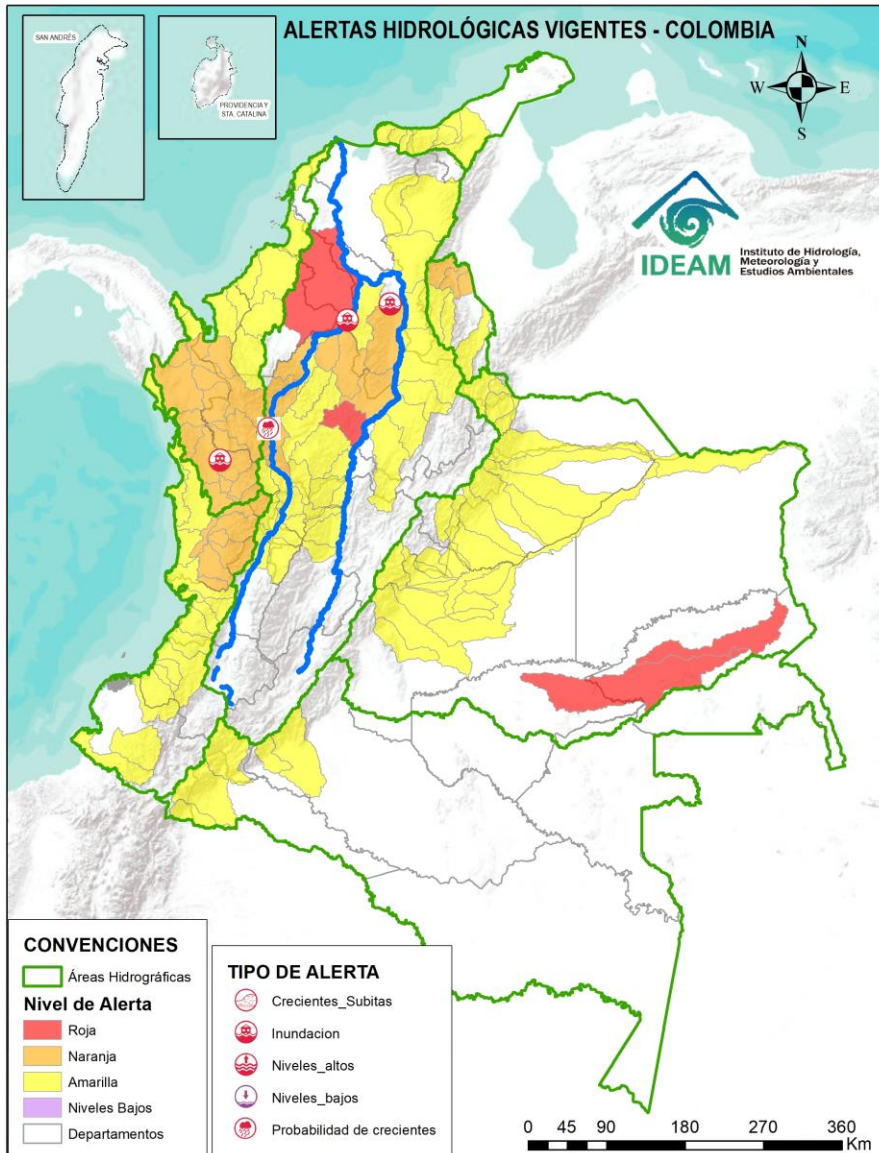 ALERTAS HIDROLÓGICAS VIGENTES - COLOMBIA
SAN ANDRÉS
PROVIDENCIA Y
STA. CATALINA
N
W
E
S
IDEAM
Instituto de Hidrología,
Meteorología y
Estudios Ambientales
CONVENCIONES
Áreas Hidrográficas
Nivel de Alerta
Roja
Naranja
Amarilla
Niveles Bajos
Departamentos
TIPO DE ALERTA
Crecientes_Subitas
Inundacion
Niveles_altos
Niveles_bajos
Probabilidad de crecientes
0 45 90 180 270 360
Km